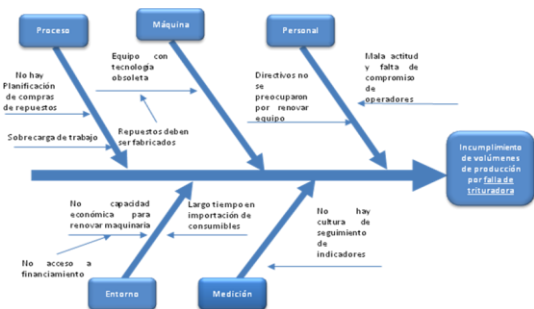 Proceso
Máquina
Personal
No hay
Planificación
de compras
de repuestos
Sobrecarga de trabajo
Equipo con
tecnología
obsoleta
Repuestos deben
ser fabricados
Directivos no
se
preocuparon
por renovar
equipo
Mala actitud
y falta de
compromiso
de
operadores
Incumplimiento
de volúmenes
de producción
por falla de
trituradora
No capacidad
económica para
renovar maquinaria
No acceso a
financiamiento
Largo tiempo en
importación de
consumibles
No hay
cultura de
seguimiento
de
indicadores
Entorno
Medición